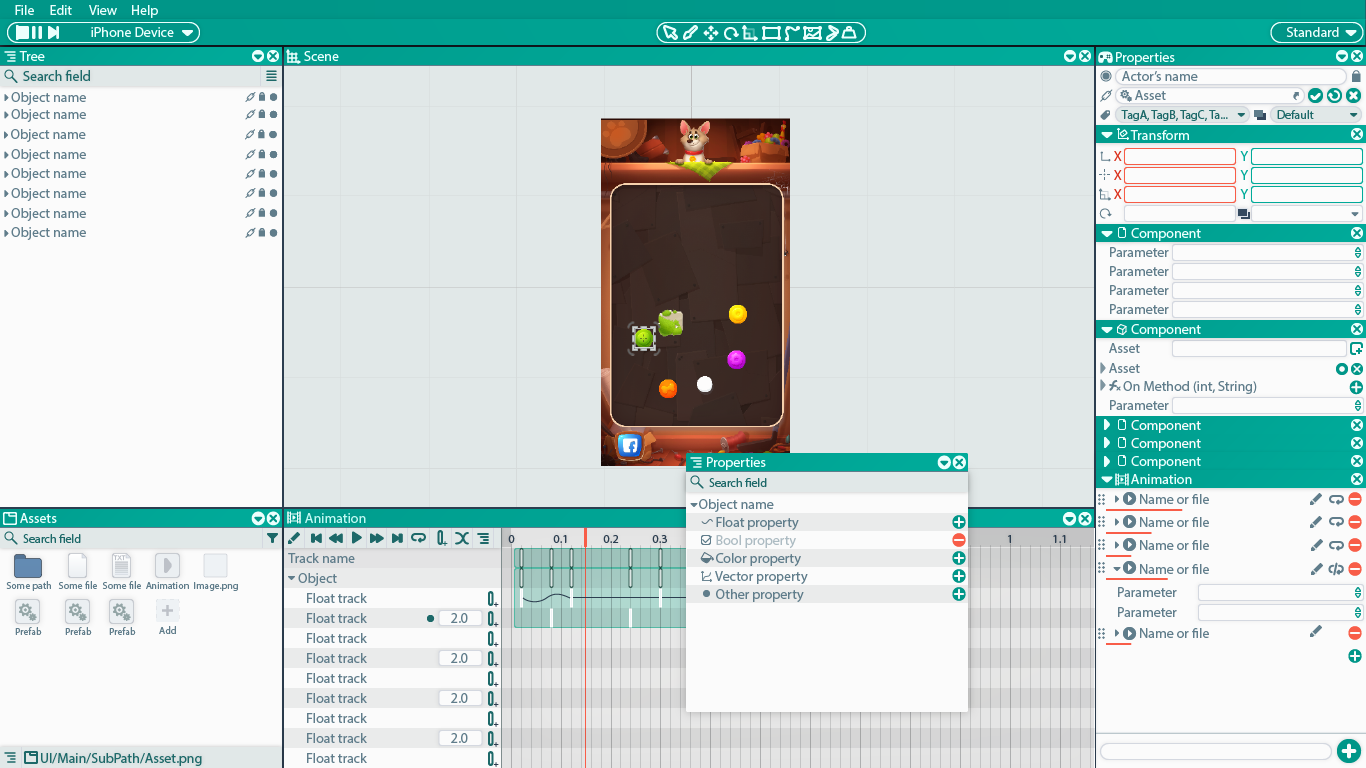 File Edit View Help
iPhone Device
Standard
Tree
Search field
Object name
Object name
Object name
Object name
Object name
Object name
Object name
Object name
Scene
Properties
Actor's name
Asset
TagA, TagB, TagC, Ta...
Default
Transform
X Y
X Y
X Y
Component
Parameter
Parameter
Parameter
Parameter
Component
Asset
Asset
On Method (int, String)
Parameter
Component
Component
Component
Animation
Name or file
Name or file
Name or file
Name or file
Parameter
Parameter
Name or file
Assets
Search field
Some path
Some file
TXT
Some file
Animation
Image.png
Prefab
Prefab
Prefab
Add
UI/Main/SubPath/Asset.png
Animation
0 0.1 0.2 0.3 1 1.1
Track name
Object
Float track
Float track 2.0
Float track
Float track 2.0
Float track
Float track 2.0
Float track
Float track 2.0
Float track
Properties
Search field
Object name
Float property
Bool property
Color property
Vector property
Other property